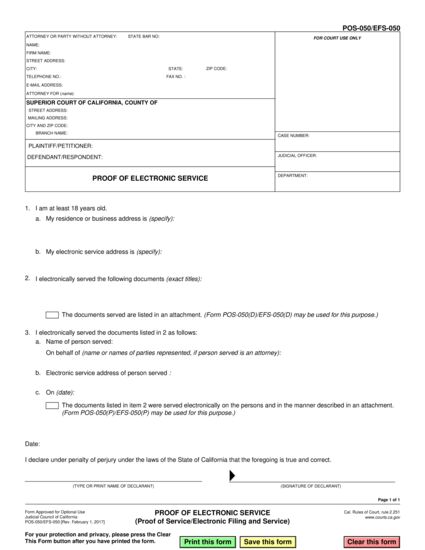 POS-050/EFS-050
ATTORNEY OR PARTY WITHOUT ATTORNEY: STATE BAR NO:
NAME:
FIRM NAME:
STREET ADDRESS:
CITY: STATE: ZIP CODE:
TELEPHONE NO.: FAX NO. :
E-MAIL ADDRESS:
ATTORNEY FOR (name):
FOR COURT USE ONLY
SUPERIOR COURT OF CALIFORNIA, COUNTY OF
STREET ADDRESS:
MAILING ADDRESS:
CITY AND ZIP CODE:
BRANCH NAME:
CASE NUMBER:
PLAINTIFF/PETITIONER:
DEFENDANT/RESPONDENT:
JUDICIAL OFFICER:
PROOF OF ELECTRONIC SERVICE
DEPARTMENT:
1. I am at least 18 years old.
a. My residence or business address is (specify):
b. My electronic service address is (specify):
2. I electronically served the following documents (exact titles):
The documents served are listed in an attachment. (Form POS-050(D)/EFS-050(D) may be used for this purpose.)
3. I electronically served the documents listed in 2 as follows:
a. Name of person served:
On behalf of (name or names of parties represented, if person served is an attorney):
b. Electronic service address of person served :
c. On (date):
The documents listed in item 2 were served electronically on the persons and in the manner described in an attachment.
(Form POS-050(P)/EFS-050(P) may be used for this purpose.)
Date:
I declare under penalty of perjury under the laws of the State of California that the foregoing is true and correct.
(TYPE OR PRINT NAME OF DECLARANT) (SIGNATURE OF DECLARANT)
Page 1 of 1
Form Approved for Optional Use
Judicial Council of California
POS-050/EFS-050 [Rev. February 1, 2017]
PROOF OF ELECTRONIC SERVICE
(Proof of Service/Electronic Filing and Service)
Cal. Rules of Court, rule 2.251
www.courts.ca.gov
For your protection and privacy, please press the Clear
This Form button after you have printed the form.
Print this form Save this form Clear this form